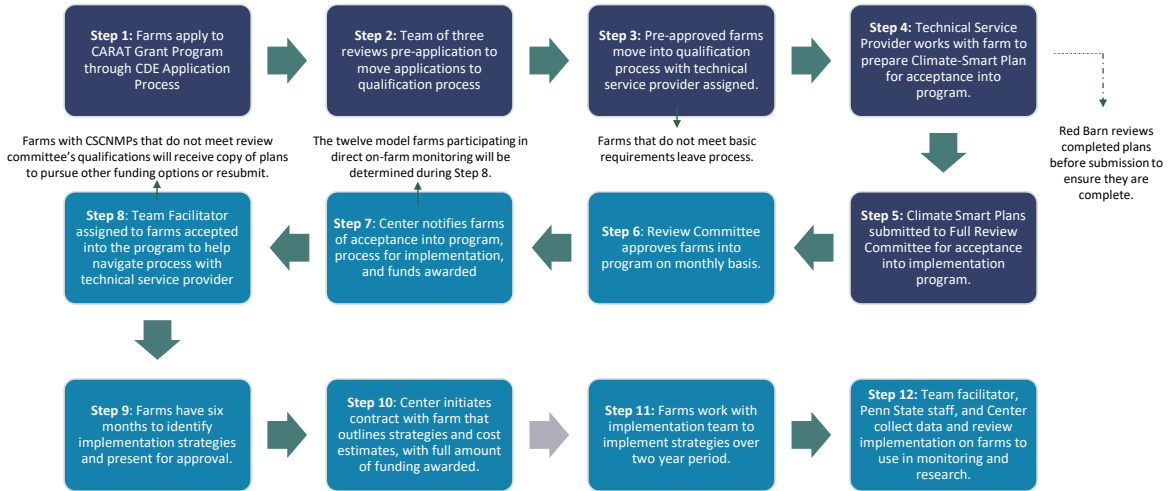 Step 1: Farms apply to
CARAT Grant Program
through CDE Application
Process
Step 2: Team of three
reviews pre-application to
move applications to
qualification process
Step 3: Pre-approved farms
move into qualification
process with technical
service provider assigned.
Step 4: Technical Service
Provider works with farm to
prepare Climate-Smart Plan
for acceptance into
program.
Farms with CSCNMPs that do not meet review
committee's qualifications will receive copy of plans
to pursue other funding options or resubmit.
The twelve model farms participating in
direct on-farm monitoring will be
determined during Step 8.
Farms that do not meet basic
requirements leave process.
Red Barn reviews
completed plans
before submission to
ensure they are
complete.
Step 8: Team Facilitator
assigned to farms accepted
into the program to help
navigate process with
technical service provider
Step 7: Center notifies farms
of acceptance into program,
process for implementation,
and funds awarded
Step 6: Review Committee
approves farms into
program on monthly basis.
Step 5: Climate Smart Plans
submitted to Full Review
Committee for acceptance
into implementation
program.
Step 9: Farms have six
months to identify
implementation strategies
and present for approval.
Step 10: Center initiates
contract with farm that
outlines strategies and cost
estimates, with full amount
of funding awarded.
Step 11: Farms work with
implementation team to
implement strategies over
two year period.
Step 12: Team facilitator,
Penn State staff, and Center
collect data and review
implementation on farms to
use in monitoring and
research.